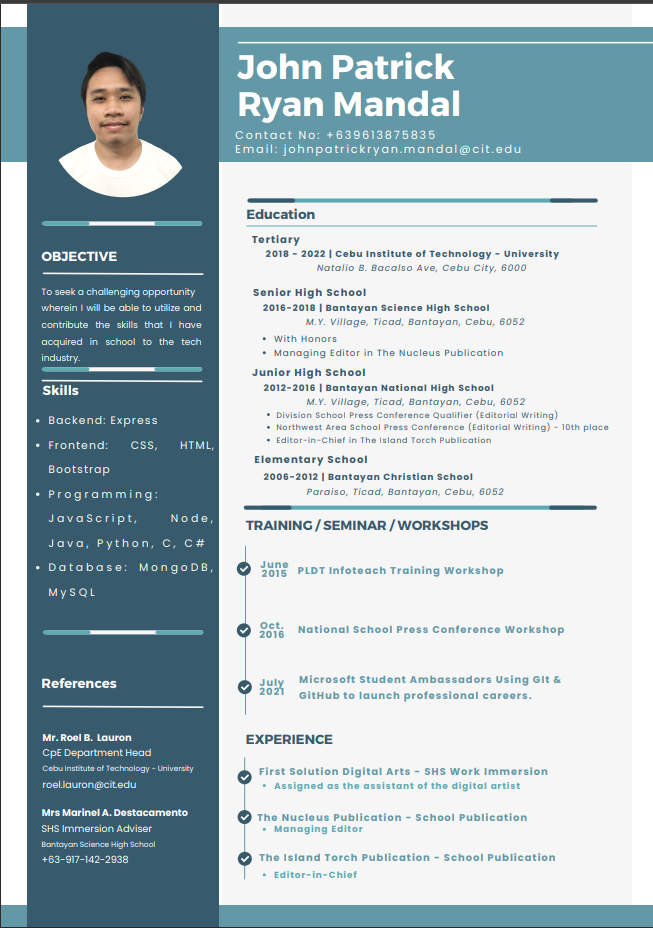 John Patrick
Ryan Mandal
Contact No: +639613875835
Email: johnpatrickryan.mandal@cit.edu
OBJECTIVE
To seek a challenging opportunity
wherein I will be able to utilize and
contribute the skills that I have
acquired in school to the tech
industry.
Skills
• Backend: Express
• Frontend: CSS, HTML,
Bootstrap
• Programming:
JavaScript, Node,
Java, Python, C, C#
• Database: MongoDB,
MySQL
References
Mr. Roel B. Lauron
CpE Department Head
Cebu Institute of Technology - University
roel.lauron@cit.edu
Mrs Marinel A. Destacamento
SHS Immersion Adviser
Bantayan Science High School
+63-917-142-2938
Education
Tertiary
2018 - 2022 | Cebu Institute of Technology - University
Natalio B. Bacalso Ave, Cebu City, 6000
Senior High School
2016-2018 | Bantayan Science High School
M.Y. Village, Ticad, Bantayan, Cebu, 6052
• With Honors
• Managing Editor in The Nucleus Publication
Junior High School
2012-2016 | Bantayan National High School
M.Y. Village, Ticad, Bantayan, Cebu, 6052
• Division School Press Conference Qualifier (Editorial Writing)
• Northwest Area School Press Conference (Editorial Writing) - 10th place
• Editor-in-Chief in The Island Torch Publication
Elementary School
2006-2012 | Bantayan Christian School
Paraiso, Ticad, Bantayan, Cebu, 6052
TRAINING / SEMINAR / WORKSHOPS
June
2015
PLDT Infoteach Training Workshop
Oct.
2016
National School Press Conference Workshop
July
2021
Microsoft Student Ambassadors Using GIt &
GitHub to launch professional careers.
EXPERIENCE
First Solution Digital Arts - SHS Work Immersion
• Assigned as the assistant of the digital artist
The Nucleus Publication - School Publication
• Managing Editor
The Island Torch Publication - School Publication
• Editor-in-Chief